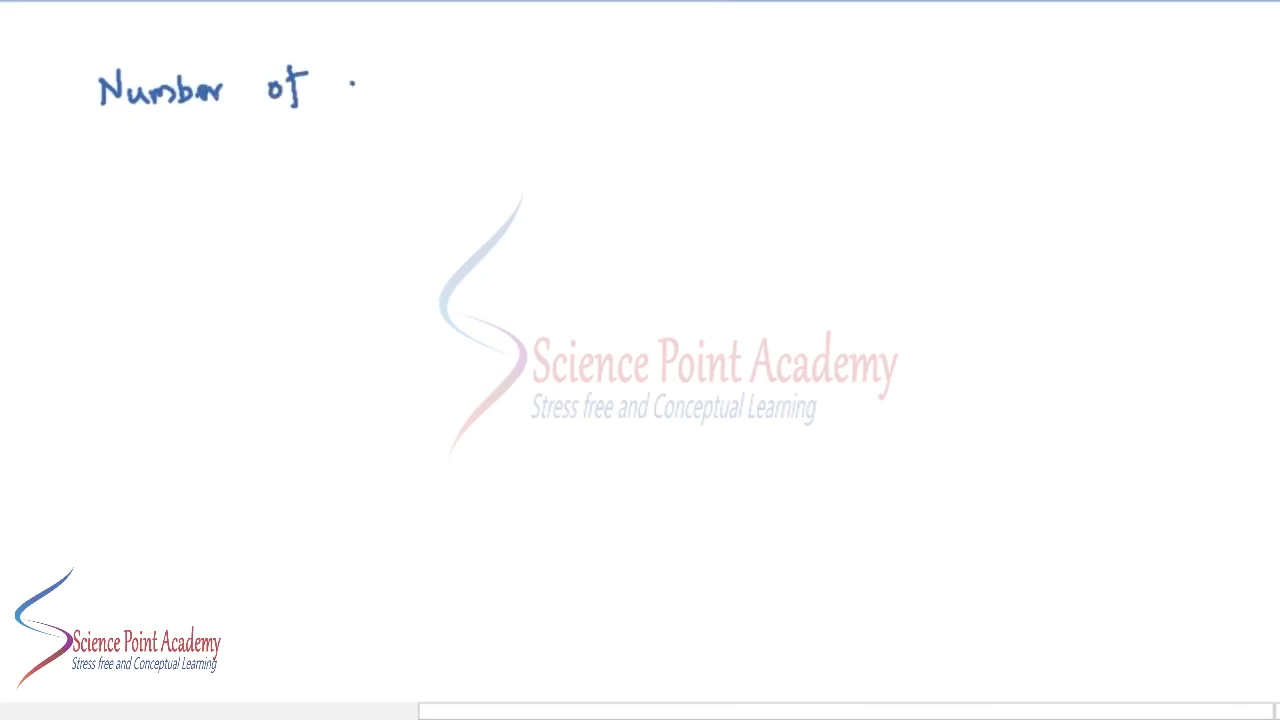 Number of
Science Point Academy
Stress free and Conceptual Learning
Science Point Academy
Stress free and Conceptual Learning